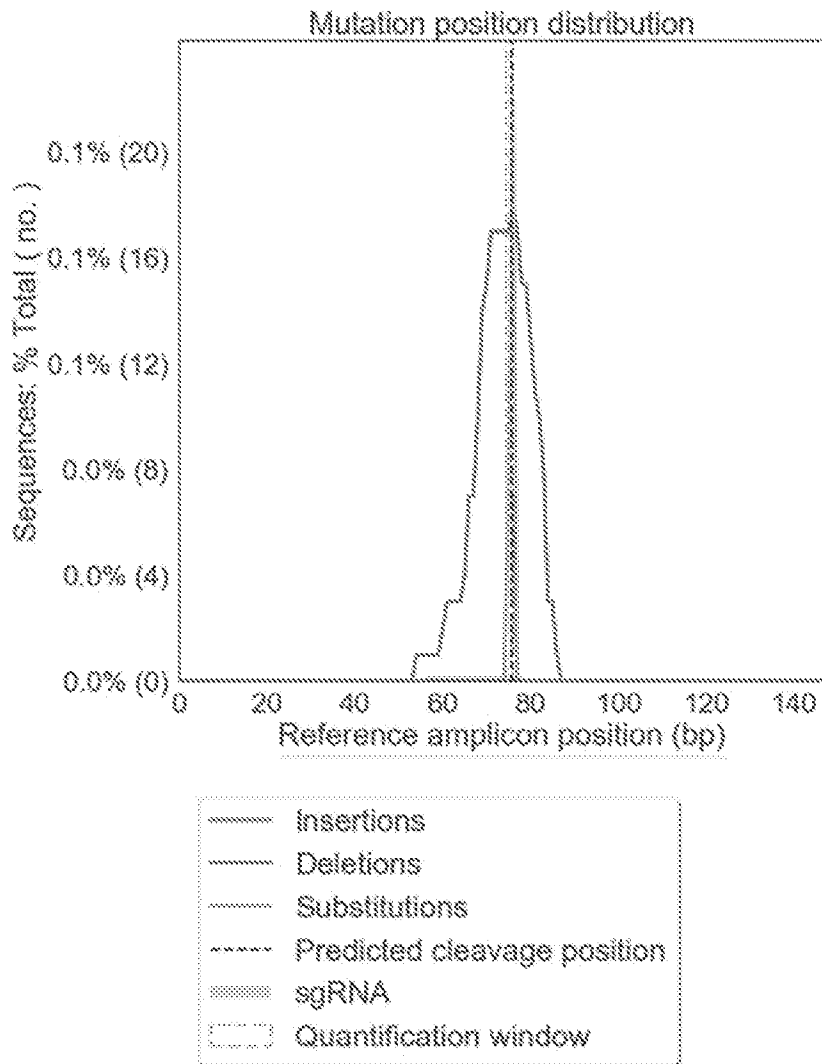 Mutation position distribution
Sequences: % Total ( no. )
0.1% (20)
0.1% (16)
0.1% (12)
0.0% (8)
0.0% (4)
0.0% (0)
0 20 40 60 80 100 120 140
Reference amplicon position (bp)
Insertions
Deletions
Substitutions
Predicted cleavage position
sgRNA
Quantification window